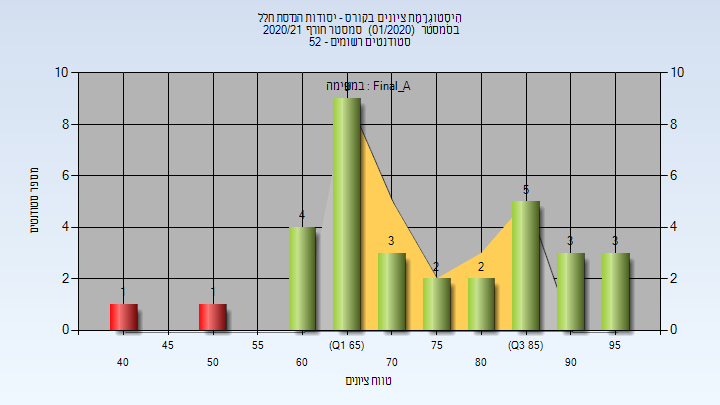 היסטוגרמת ציונים בקורס - יסודות הנדסת חלל
בסמסטר (01/2020) סמסטר חורף 2020/21
סטודנטים רשומים - 52
במשימה : Final_A
מספר סטודנטים
10 8 6 4 2 0
10 8 6 4 2 0
1 1 4 9 3 2 2 5 3 3
45 55 (Q1 65) 75 (Q3 85) 95
40 50 60 70 80 90
טווח ציונים